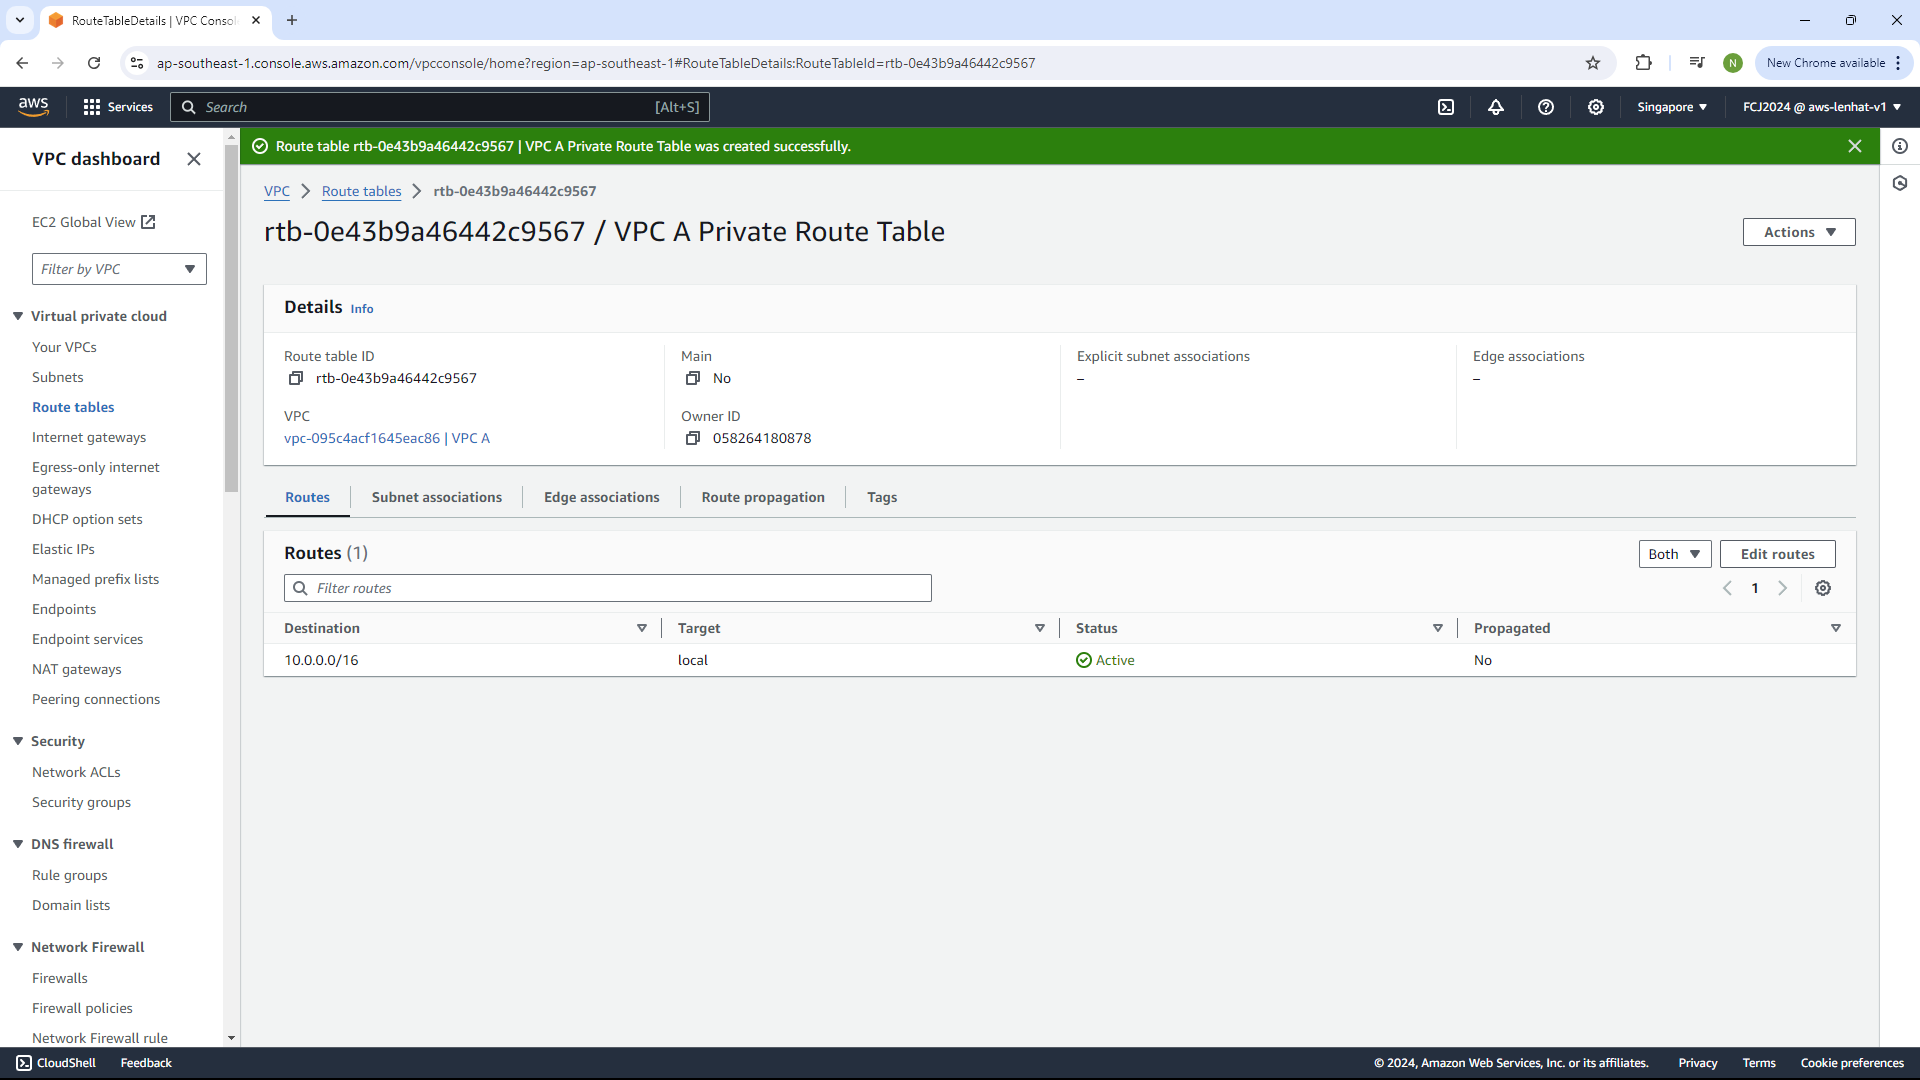 RouteTableDetails | VPC Conso
ap-southeast-1.console.aws.amazon.com/vpcconsole/home?region=ap-southeast-1#RouteTableDetails:RouteTableId=rtb-0e43b9a46442c9567
N
New Chrome available
aws
Services
Search
[Alt+S]
Singapore
FCJ2024 @ aws-lenhat-v1
VPC dashboard
EC2 Global View
Filter by VPC
Virtual private cloud
Your VPCs
Subnets
Route tables
Internet gateways
Egress-only internet
gateways
DHCP option sets
Elastic IPs
Managed prefix lists
Endpoints
Endpoint services
NAT gateways
Peering connections
Security
Network ACLs
Security groups
DNS firewall
Rule groups
Domain lists
Network Firewall
Firewalls
Firewall policies
Network Firewall rule
Route table rtb-0e43b9a46442c9567 | VPC A Private Route Table was created successfully.
VPC
Route tables
rtb-0e43b9a46442c9567
rtb-0e43b9a46442c9567 / VPC A Private Route Table
Actions
Details Info
Route table ID
rtb-0e43b9a46442c9567
Main
No
Explicit subnet associations
–
Edge associations
–
VPC
vpc-095c4acf1645eac86 | VPC A
Owner ID
058264180878
Routes
Subnet associations
Edge associations
Route propagation
Tags
Routes (1)
Both
Edit routes
Filter routes
1
Destination
Target
Status
Propagated
10.0.0.0/16
local
Active
No
CloudShell
Feedback
© 2024, Amazon Web Services, Inc. or its affiliates.
Privacy
Terms
Cookie preferences